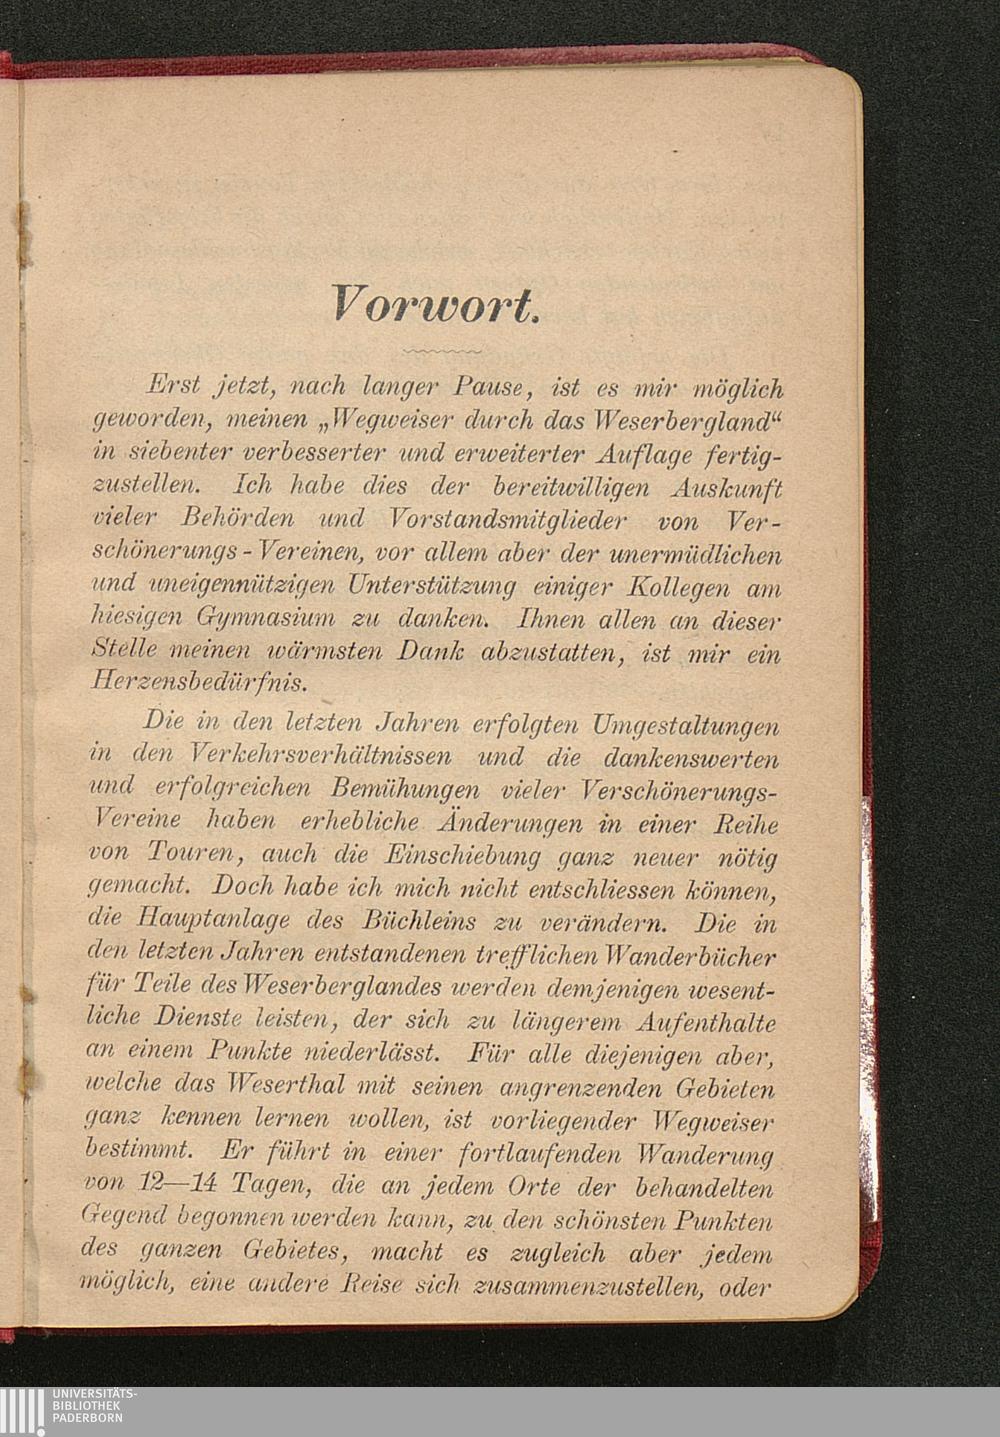 Vorwort.
Erst jetzt, nach langer Pause, ist es mir möglich
geworden, meinen „Wegweiser durch das Weserbergland“
in siebenter verbesserter und erweiterter Auflage fertig-
zustellen. Ich habe dies der bereitwilligen Auskunft
vieler Behörden und Vorstandsmitglieder von Ver-
schönerungs-Vereinen, vor allem aber der unermüdlichen
und uneigennützigen Unterstützung einiger Kollegen am
hiesigen Gymnasium zu danken. Ihnen allen an dieser
Stelle meinen wärmsten Dank abzustatten, ist mir ein
Herzensbedürfnis.
Die in den letzten Jahren erfolgten Umgestaltungen
in den Verkehrsverhältnissen und die dankenswerten
und erfolgreichen Bemühungen vieler Verschönerungs-
Vereine haben erhebliche Änderungen in einer Reihe
von Touren, auch die Einschiebung ganz neuer nötig
gemacht. Doch habe ich mich nicht entschliessen können,
die Hauptanlage des Büchleins zu verändern. Die in
den letzten Jahren entstandenen trefflichen Wanderbücher
für Teile des Weserberglandes werden demjenigen wesent-
liche Dienste leisten, der sich zu längerem Aufenthalte
an einem Punkte niederlässt. Für alle diejenigen aber,
welche das Weserthal mit seinen angrenzenden Gebieten
ganz kennen lernen wollen, ist vorliegender Wegweiser
bestimmt. Er führt in einer fortlaufenden Wanderung
von 12—14 Tagen, die an jedem Orte der behandelten
Gegend begonnen werden kann, zu den schönsten Punkten
des ganzen Gebietes, macht es zugleich aber jedem
möglich, eine andere Reise sich zusammenzustellen, oder
UNIVERSITÄTS-
BIBLIOTHEK
PADERBORN